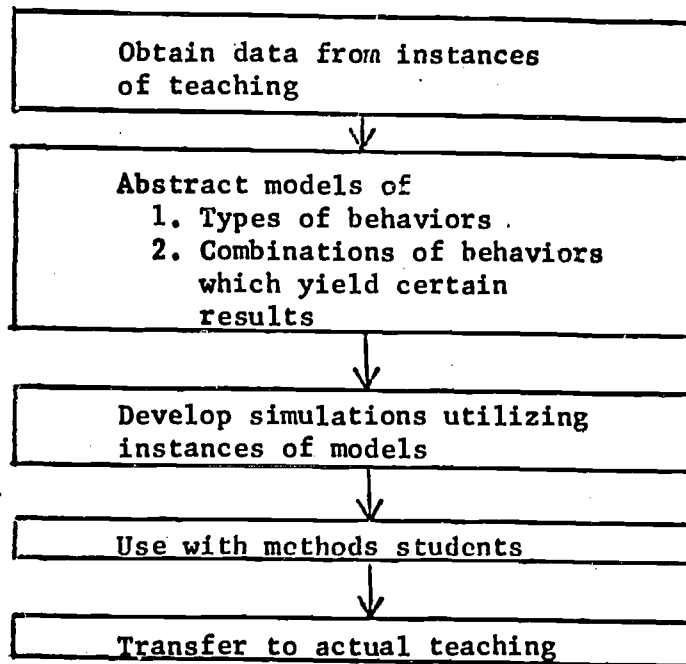 Obtain data from instances
of teaching
Abstract models of
1. Types of behaviors
2. Combinations of behaviors
which yield certain
results
Develop simulations utilizing
instances of models
Use with methods students
Transfer to actual teaching